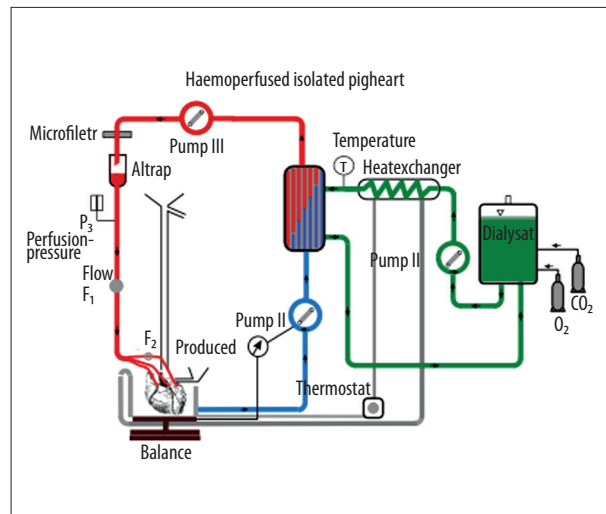 Haemoperfused isolated pigheart
Microfiletr
Pump III
Temperature
T
Heatexchanger
Altrap
P3
Perfusion-
pressure
Dialysat
Pump II
Flow
F1
CO2
O2
Pump II
F2
Produced
Thermostat
Balance